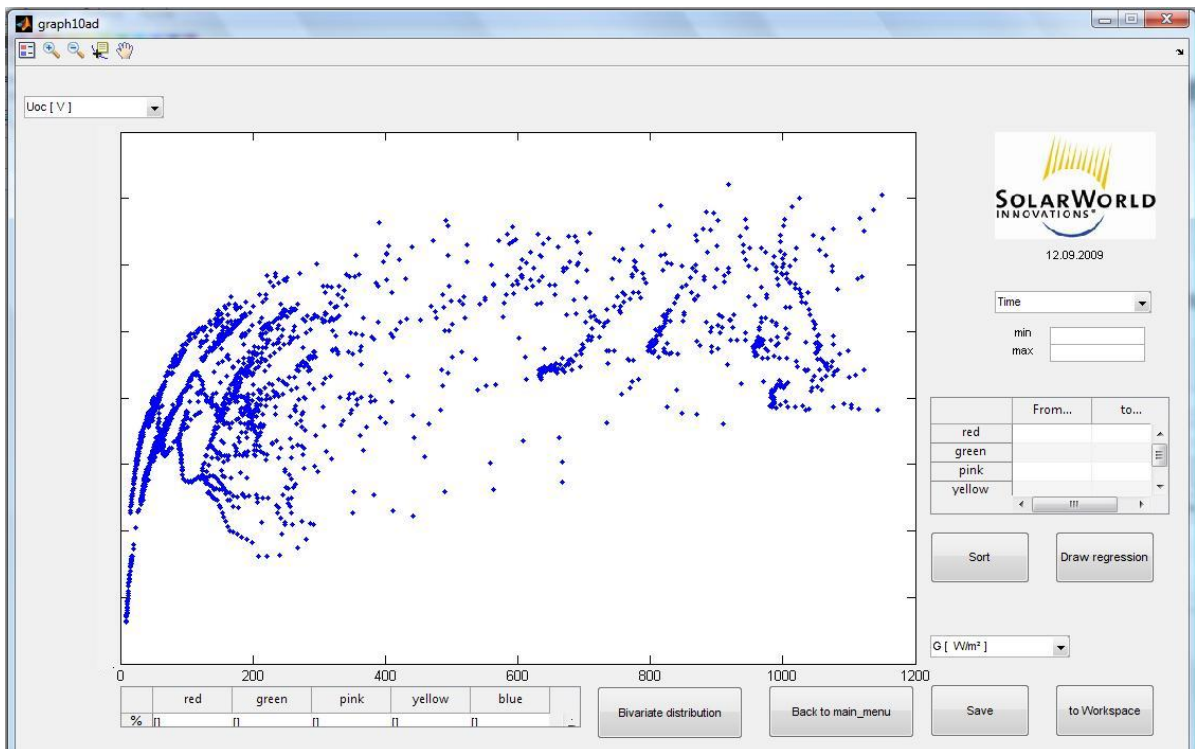 graph10ad
Uoc [ V ]
SOLARWORLD
INNOVATIONS®
12.09.2009
Time
min
max
From... to...
red
green
pink
yellow
Sort Draw regression
G [ W/m² ]
0 200 400 600 800 1000 1200
red green pink yellow blue
% [] [] [] [] []
Bivariate distribution Back to main_menu Save to Workspace